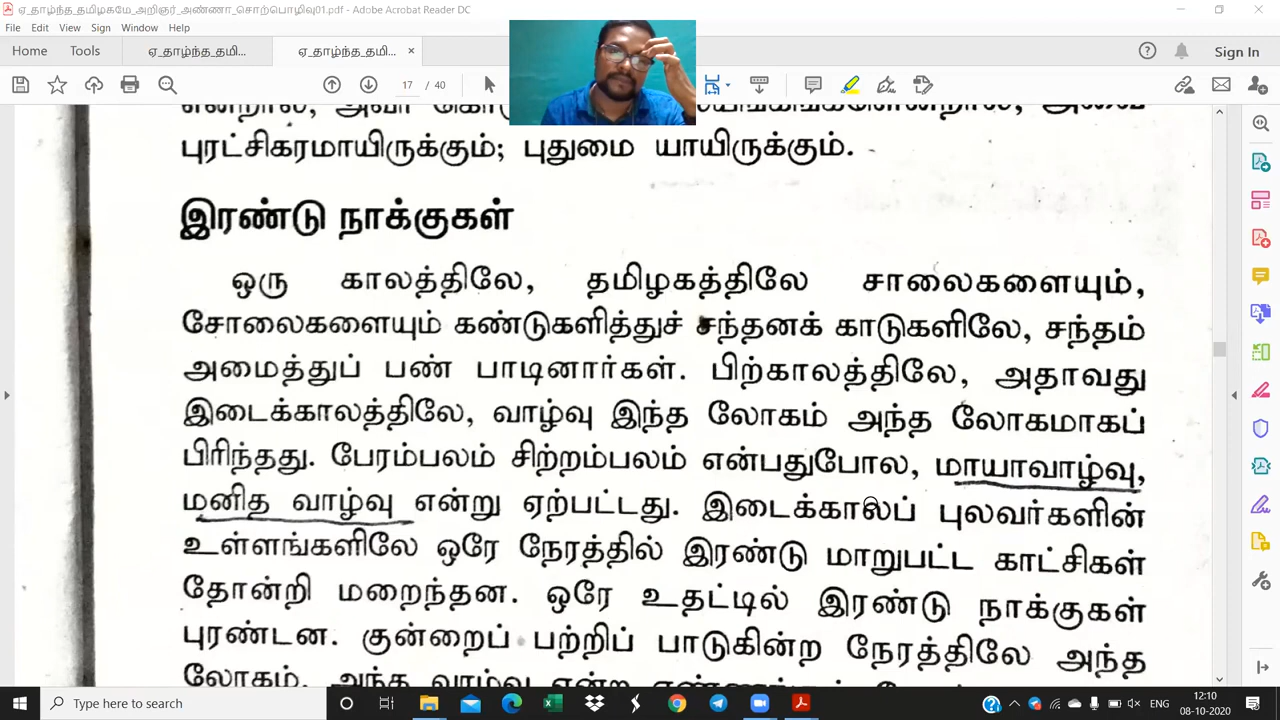 ஏ_தாழ்ந்த_தமிழகமே_அறிஞர்_அண்ணா_சொற்பொழிவு01.pdf - Adobe Acrobat Reader DC
File Edit View Sign Window Help
Home Tools ஏ_தாழ்ந்த_தமி... ஏ_தாழ்ந்த_தமி... × Sign In
17 / 40
என்றால், அவர்
புரட்சிகரமாயிருக்கும்; புதுமை யாயிருக்கும்.
இரண்டு நாக்குகள்
ஒரு காலத்திலே, தமிழகத்திலே சாலைகளையும்,
சோலைகளையும் கண்டுகளித்துச் சந்தனக் காடுகளிலே, சந்தம்
அமைத்துப் பண் பாடினார்கள். பிற்காலத்திலே, அதாவது
இடைக்காலத்திலே, வாழ்வு இந்த லோகம் அந்த லோகமாகப்
பிரிந்தது. பேரம்பலம் சிற்றம்பலம் என்பதுபோல, மாயாவாழ்வு,
மனித வாழ்வு என்று ஏற்பட்டது. இடைக்காலப் புலவர்களின்
உள்ளங்களிலே ஒரே நேரத்தில் இரண்டு மாறுபட்ட காட்சிகள்
தோன்றி மறைந்தன. ஒரே உதட்டில் இரண்டு நாக்குகள்
புரண்டன. குன்றைப் பற்றிப் பாடுகின்ற நேரத்திலே அந்த
லோகம், அந்த வாழ்வு என்ற
Type here to search
ENG 12:10
08-10-2020